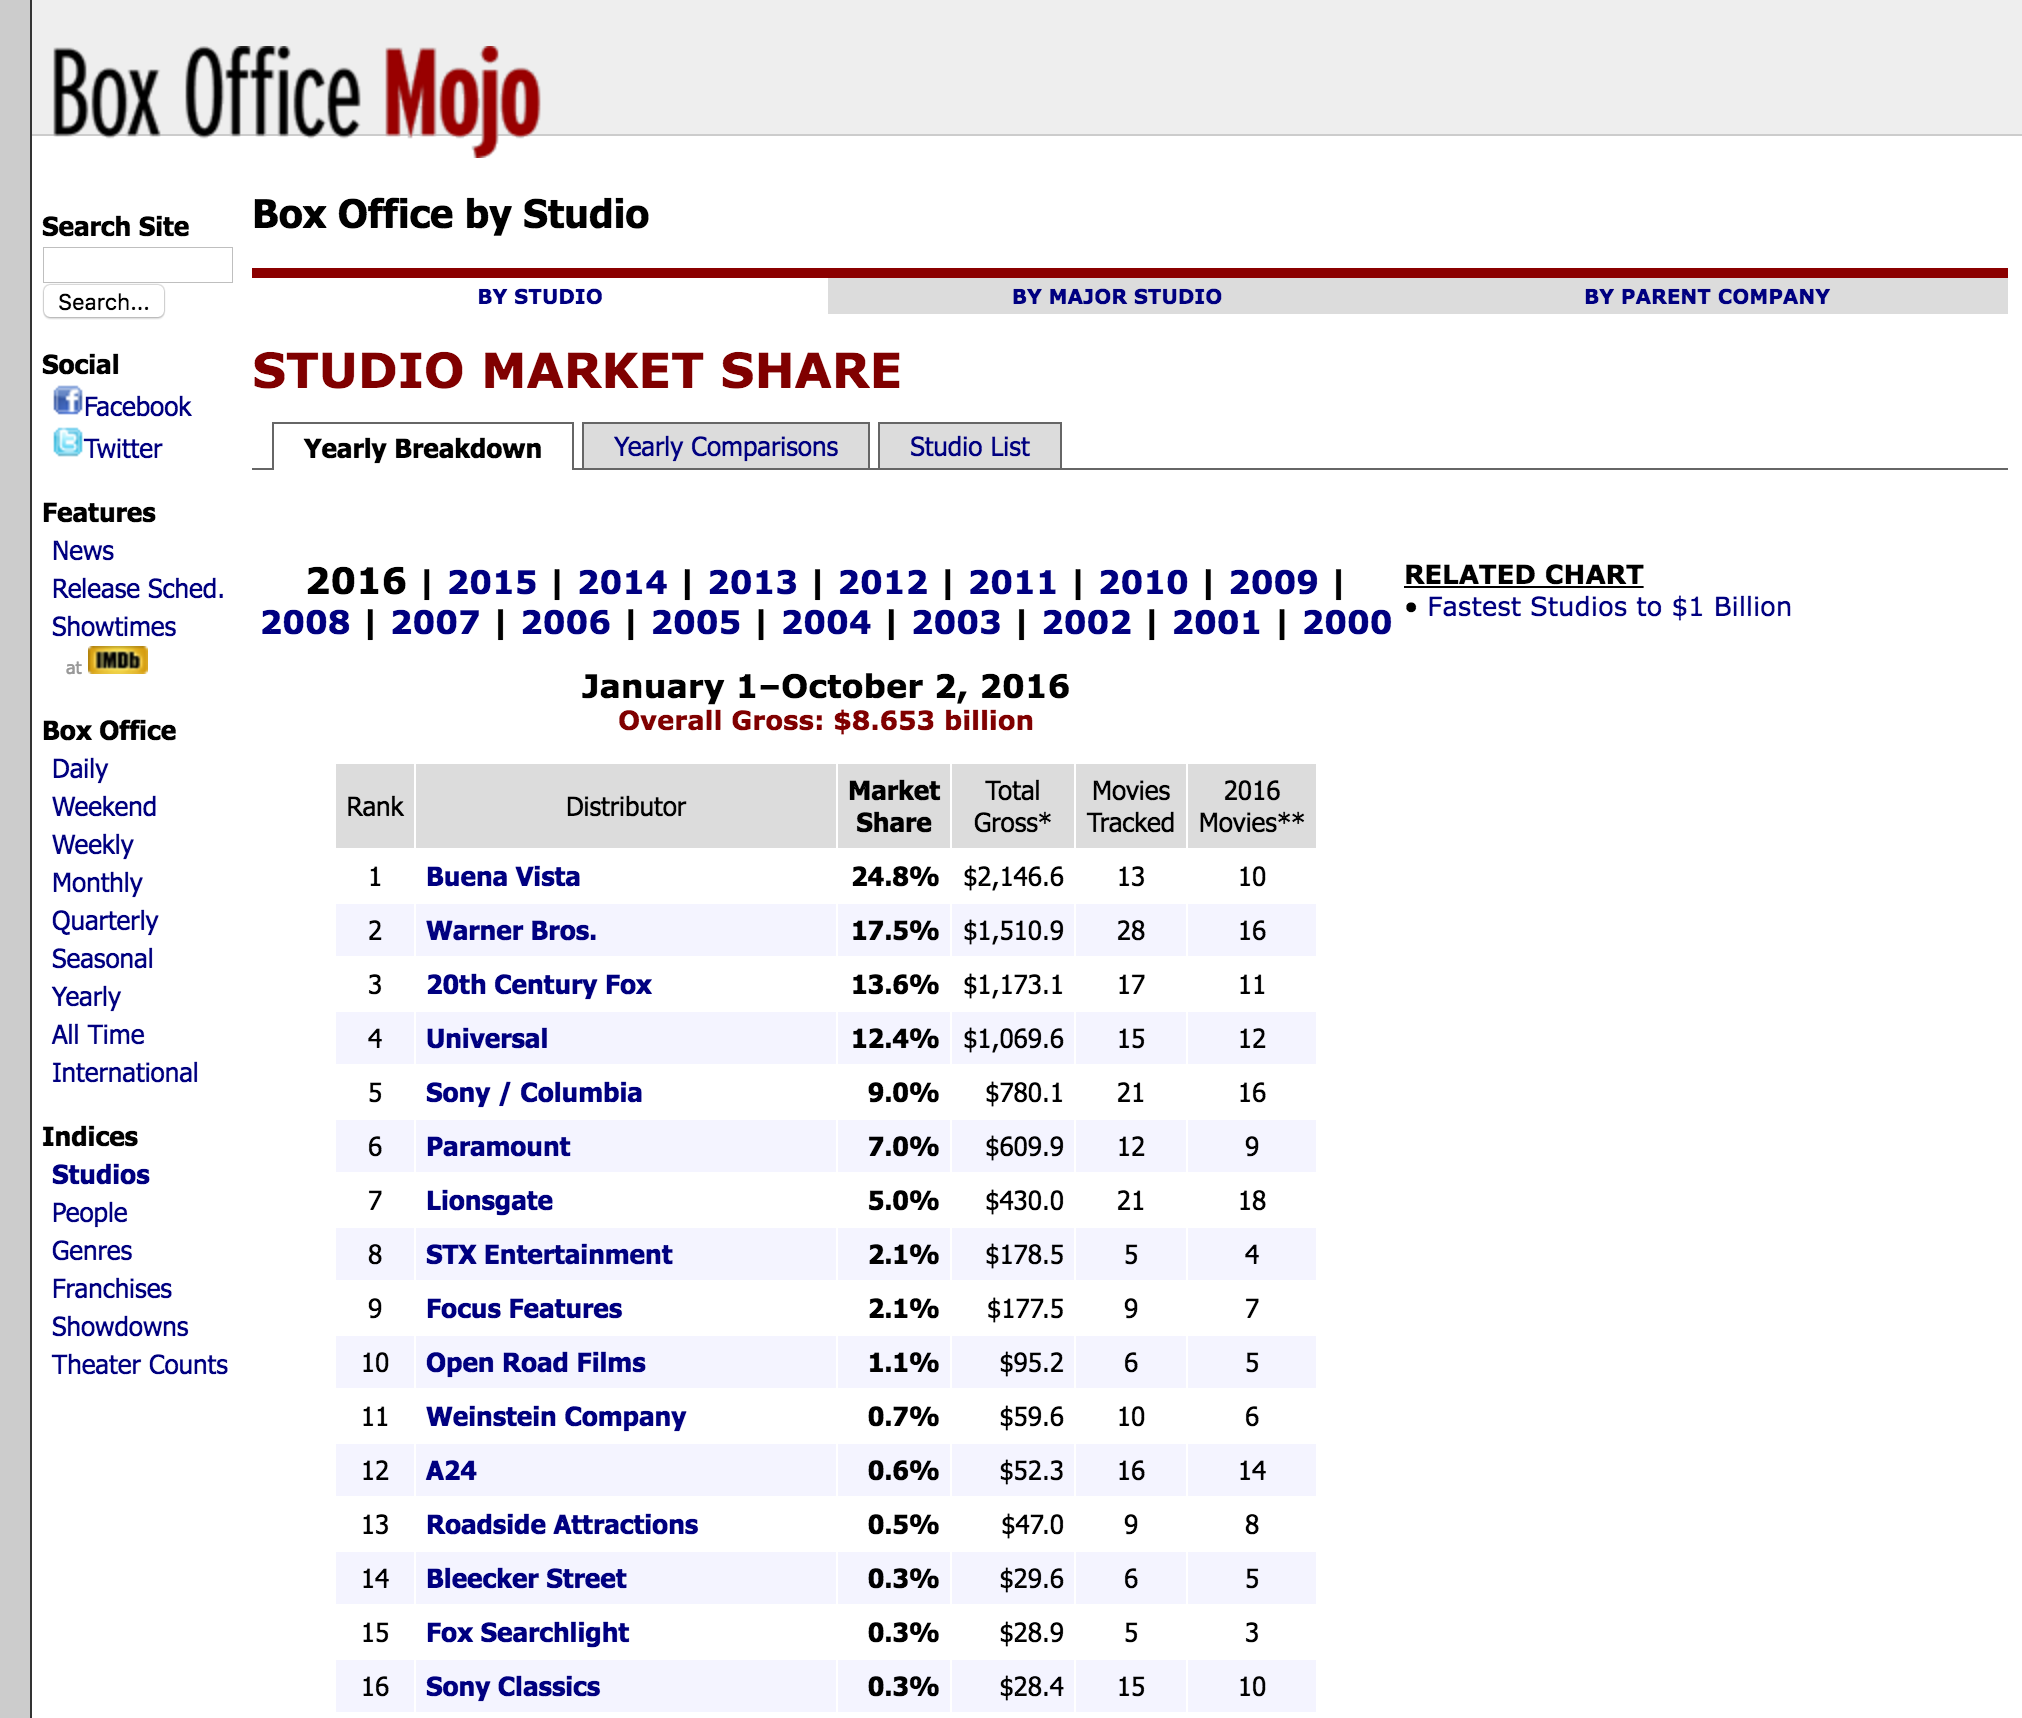 Box Office Mojo
Search Site
Search...
Social
Facebook
Twitter
Features
News
Release Sched.
Showtimes
at IMDb
Box Office
Daily
Weekend
Weekly
Monthly
Quarterly
Seasonal
Yearly
All Time
International
Indices
Studios
People
Genres
Franchises
Showdowns
Theater Counts
Box Office by Studio
BY STUDIO BY MAJOR STUDIO BY PARENT COMPANY
STUDIO MARKET SHARE
Yearly Breakdown Yearly Comparisons Studio List
2016 | 2015 | 2014 | 2013 | 2012 | 2011 | 2010 | 2009 |
2008 | 2007 | 2006 | 2005 | 2004 | 2003 | 2002 | 2001 | 2000
RELATED CHART
• Fastest Studios to $1 Billion
January 1–October 2, 2016
Overall Gross: $8.653 billion
Rank Distributor Market Share Total Gross* Movies Tracked 2016 Movies**
1 Buena Vista 24.8% $2,146.6 13 10
2 Warner Bros. 17.5% $1,510.9 28 16
3 20th Century Fox 13.6% $1,173.1 17 11
4 Universal 12.4% $1,069.6 15 12
5 Sony / Columbia 9.0% $780.1 21 16
6 Paramount 7.0% $609.9 12 9
7 Lionsgate 5.0% $430.0 21 18
8 STX Entertainment 2.1% $178.5 5 4
9 Focus Features 2.1% $177.5 9 7
10 Open Road Films 1.1% $95.2 6 5
11 Weinstein Company 0.7% $59.6 10 6
12 A24 0.6% $52.3 16 14
13 Roadside Attractions 0.5% $47.0 9 8
14 Bleecker Street 0.3% $29.6 6 5
15 Fox Searchlight 0.3% $28.9 5 3
16 Sony Classics 0.3% $28.4 15 10